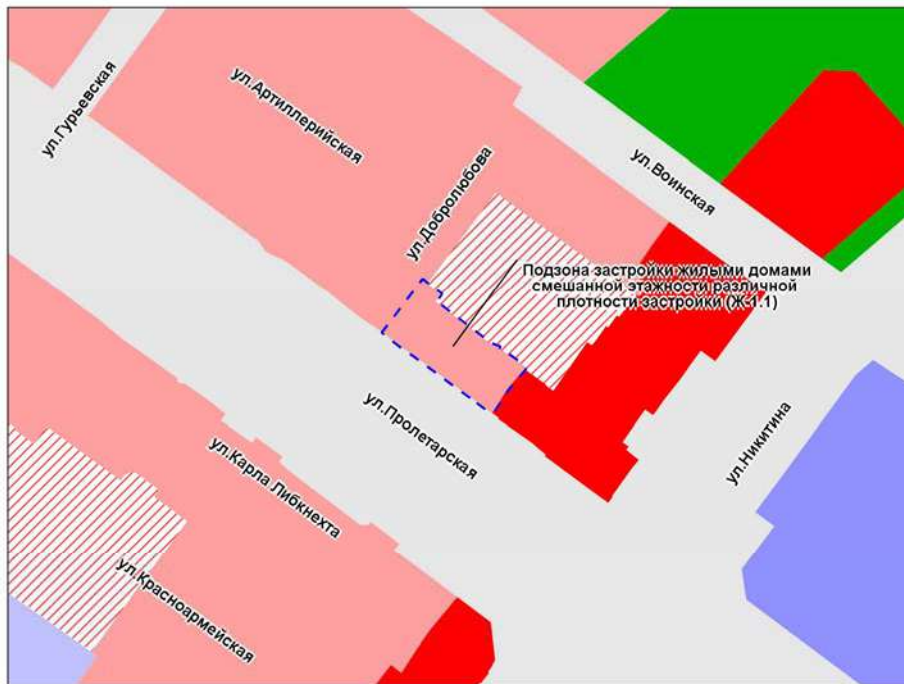 ул.Гурьевская
ул.Артиллерийская
ул.Добролюбова
ул.Воинская
Подзона застройки жилыми домами
смешанной этажности различной
плотности застройки (Ж-1.1)
ул.Пролетарская
ул.Никитина
ул.Карла Либкнехта
ул.Красноармейская